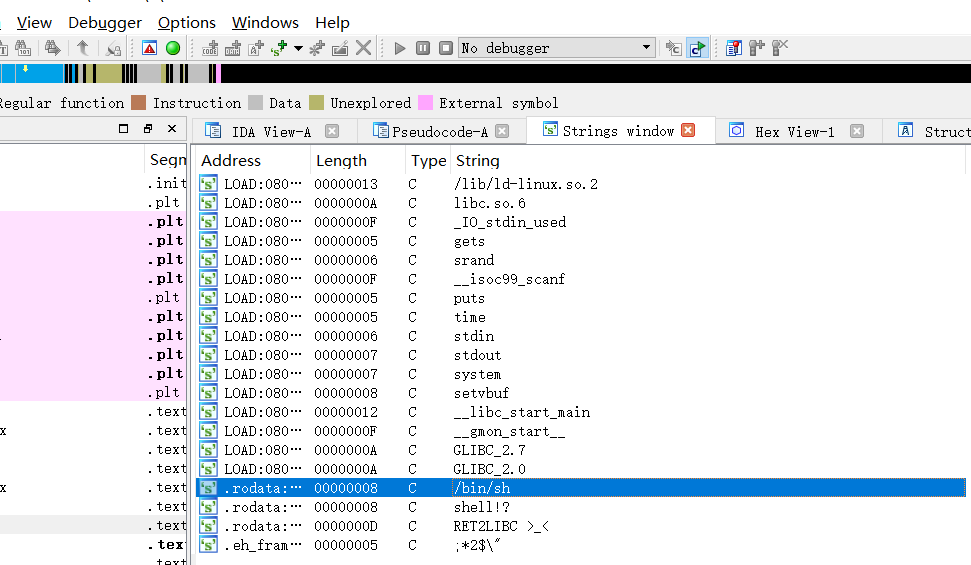 View Debugger Options Windows Help
No debugger
Regular function Instruction Data Unexplored External symbol
IDA View-A Pseudocode-A Strings window Hex View-1 Struct
Segm Address Length Type String
.init LOAD:080… 00000013 C /lib/ld-linux.so.2
.plt LOAD:080… 0000000A C libc.so.6
.plt LOAD:080… 0000000F C _IO_stdin_used
.plt LOAD:080… 00000005 C gets
.plt LOAD:080… 00000006 C srand
.plt LOAD:080… 0000000F C __isoc99_scanf
.plt LOAD:080… 00000005 C puts
.plt LOAD:080… 00000005 C time
.plt LOAD:080… 00000006 C stdin
.plt LOAD:080… 00000007 C stdout
.plt LOAD:080… 00000007 C system
.plt LOAD:080… 00000008 C setvbuf
.text LOAD:080… 00000012 C __libc_start_main
x .text LOAD:080… 0000000F C __gmon_start__
.text LOAD:080… 0000000A C GLIBC_2.7
.text LOAD:080… 0000000A C GLIBC_2.0
x .text .rodata:… 00000008 C /bin/sh
.text .rodata:… 00000008 C shell!?
.text .rodata:… 0000000D C RET2LIBC >_<
.text .eh_fram… 00000005 C ;*2$\"
.text